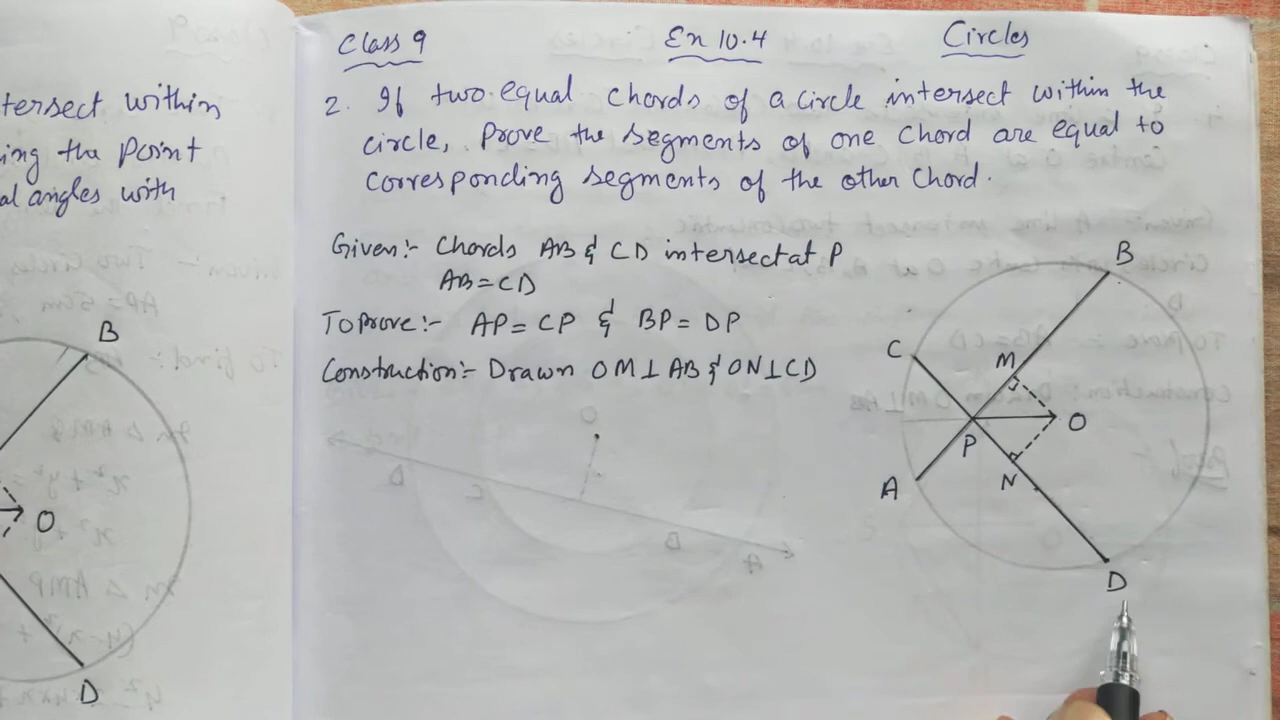 Class 9 Ex 10.4 Circles
2. If two equal chords of a circle intersect within the
circle, Prove the segments of one chord are equal to
corresponding segments of the other chord.
Given:- Chords AB & CD intersect at P
AB = CD
To Prove:- AP = CP & BP = DP
Construction:- Drawn OM ⊥ AB & ON ⊥ CD
B
C
M
O
P
A
N
D
tersect within
ing the point
al angles with
B
O
D